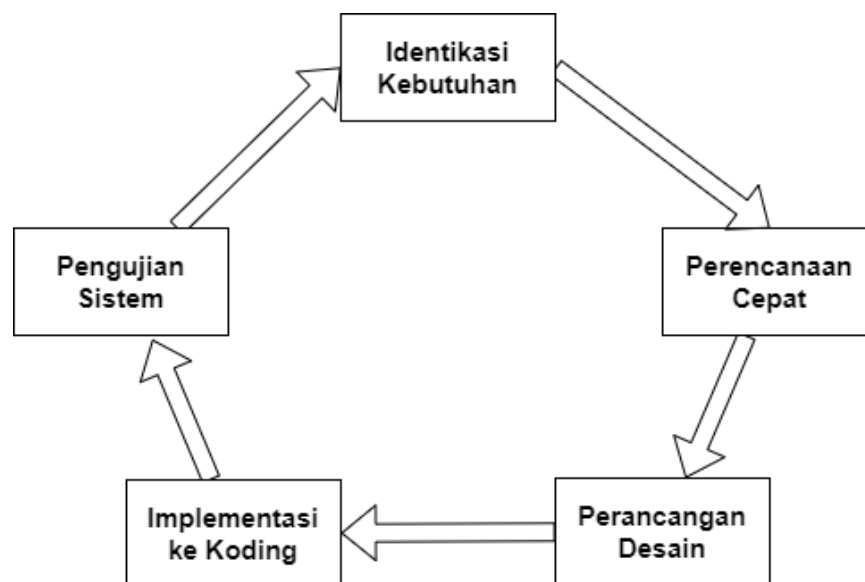 Identikasi
Kebutuhan
Perencanaan
Cepat
Perancangan
Desain
Implementasi
ke Koding
Pengujian
Sistem